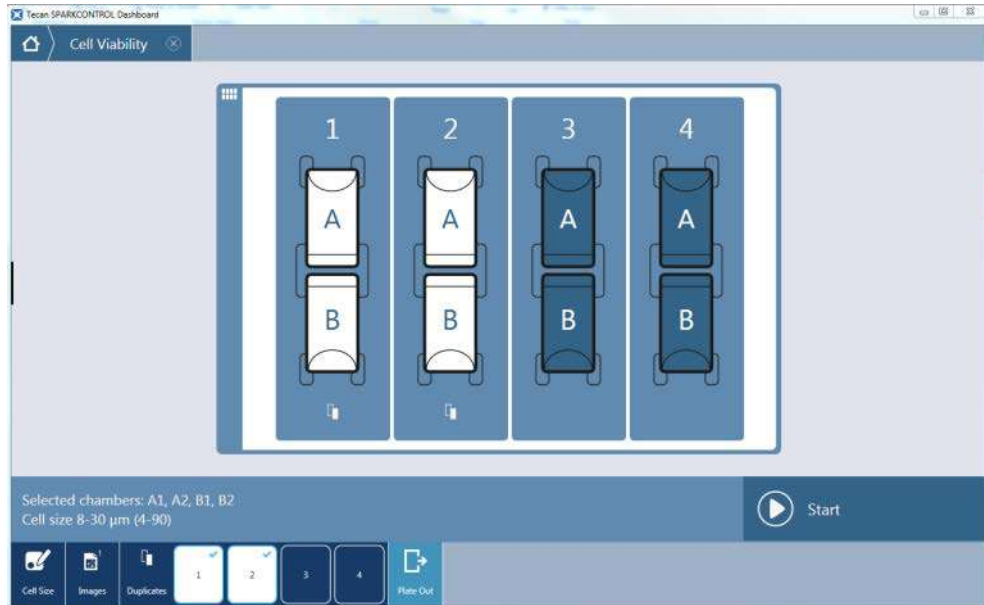 Tecan SPARKCONTROL Dashboard
Cell Viability
1 2 3 4
A A A A
B B B B
Selected chambers: A1, A2, B1, B2
Cell size 8-30 µm (4-90)
Start
1 2 3 4
Cell Size Images Duplicates Plate Out